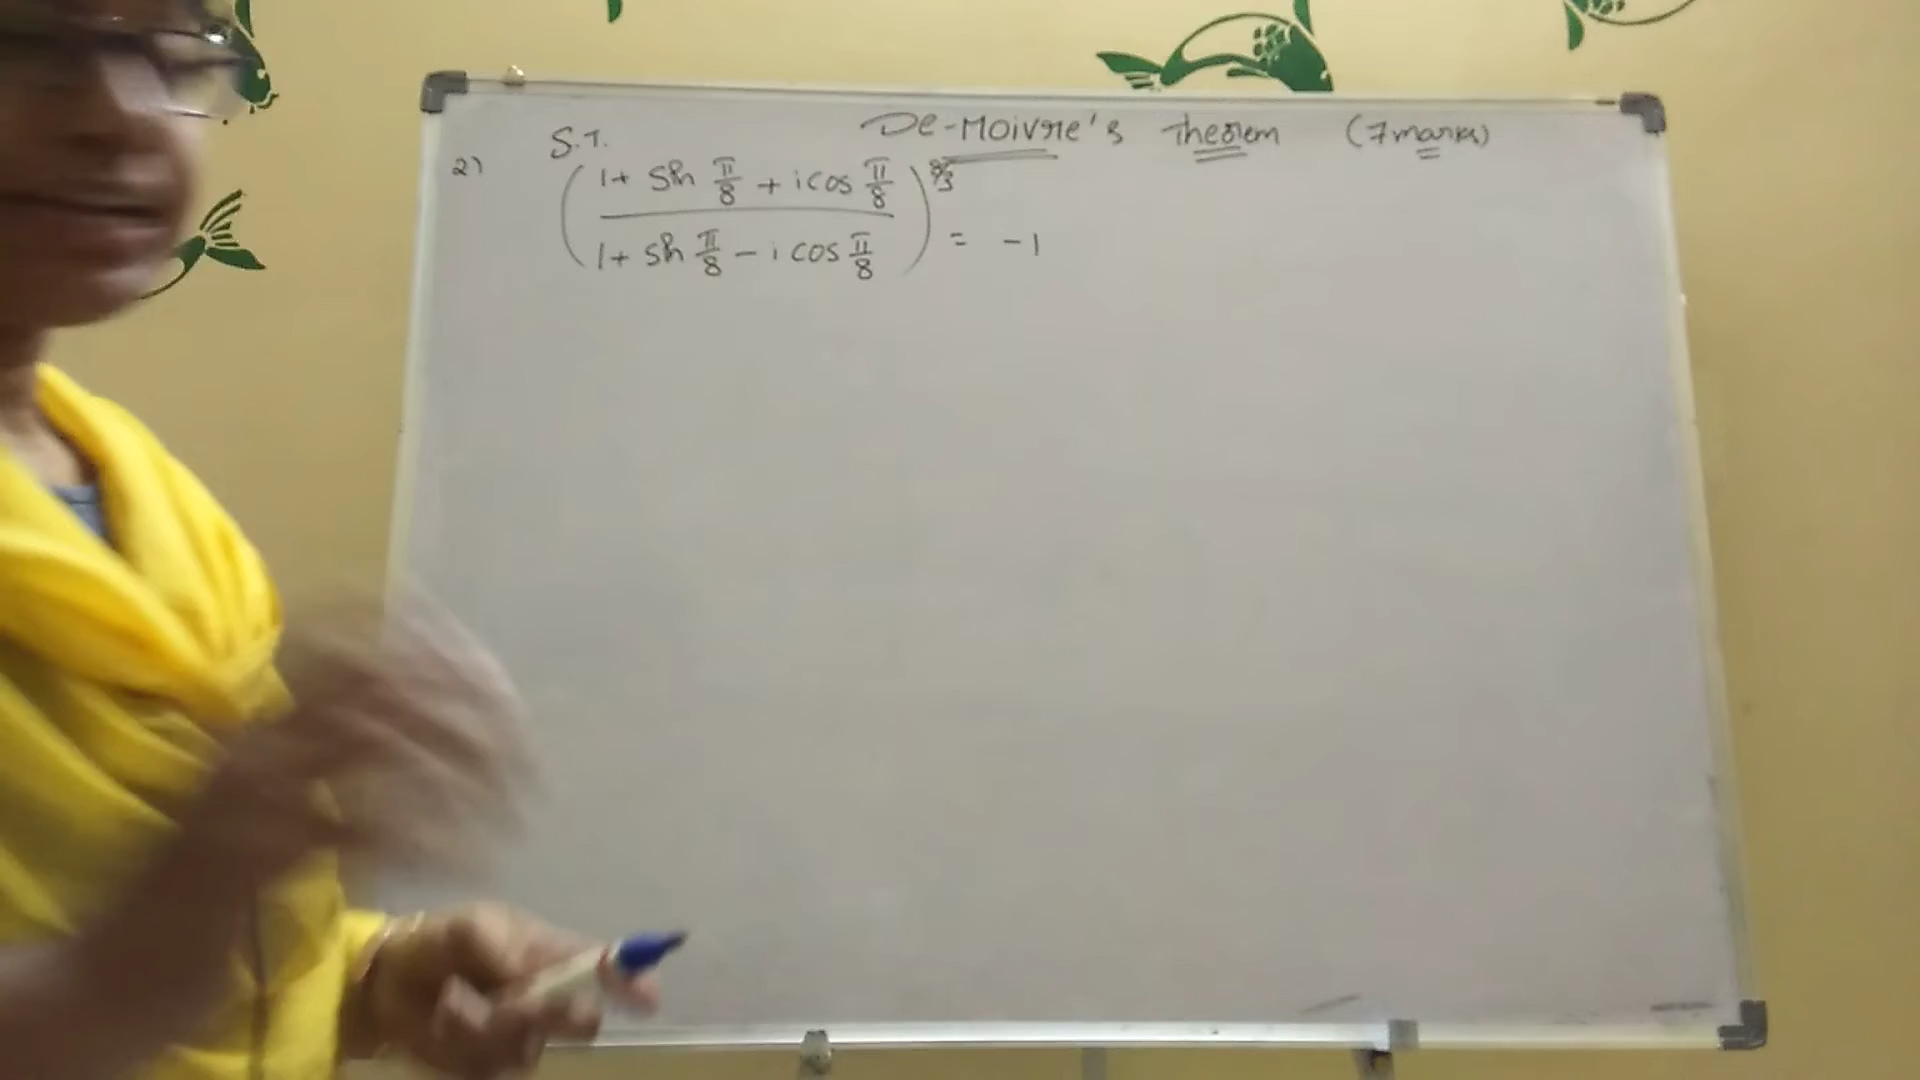 De-Moivre's Theorem (7marks)
S.T.
2) ( 1+ sin π/8 + i cos π/8 / 1+ sin π/8 − i cos π/8 )^8/3 = −1